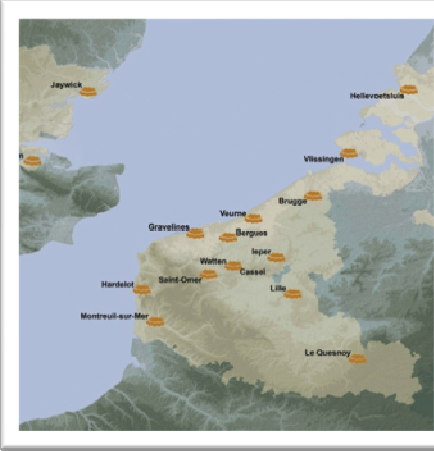 Jaywick
Hellevoetsluis
Vlissingen
Brugge
Veurne
Gravelines
Bergues
Ieper
Watten
Cassel
Saint-Omer
Hardelot
Lille
Montreuil-sur-Mer
Le Quesnoy